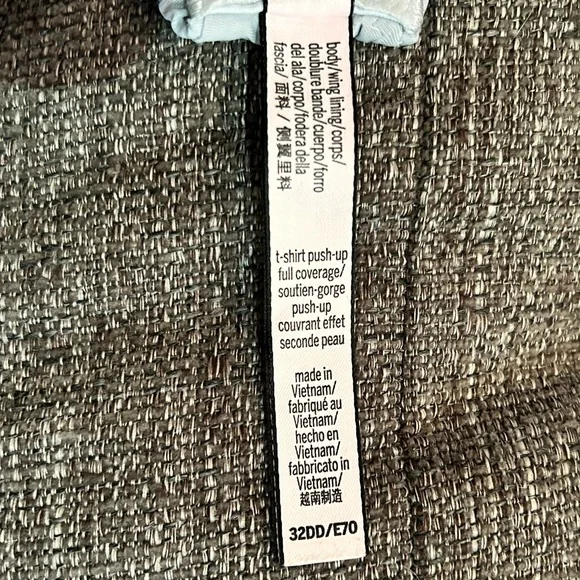 body/wing lining/corps/
doublure bande/cuerpo/forro
del ala/corpo/fodera della
fascia/ 面料 / 侧翼里料
t-shirt push-up
full coverage/
soutien-gorge
push-up
couvrant effet
seconde peau
made in
Vietnam/
fabriqué au
Vietnam/
hecho en
Vietnam/
fabbricato in
Vietnam/
越南制造
32DD/E70